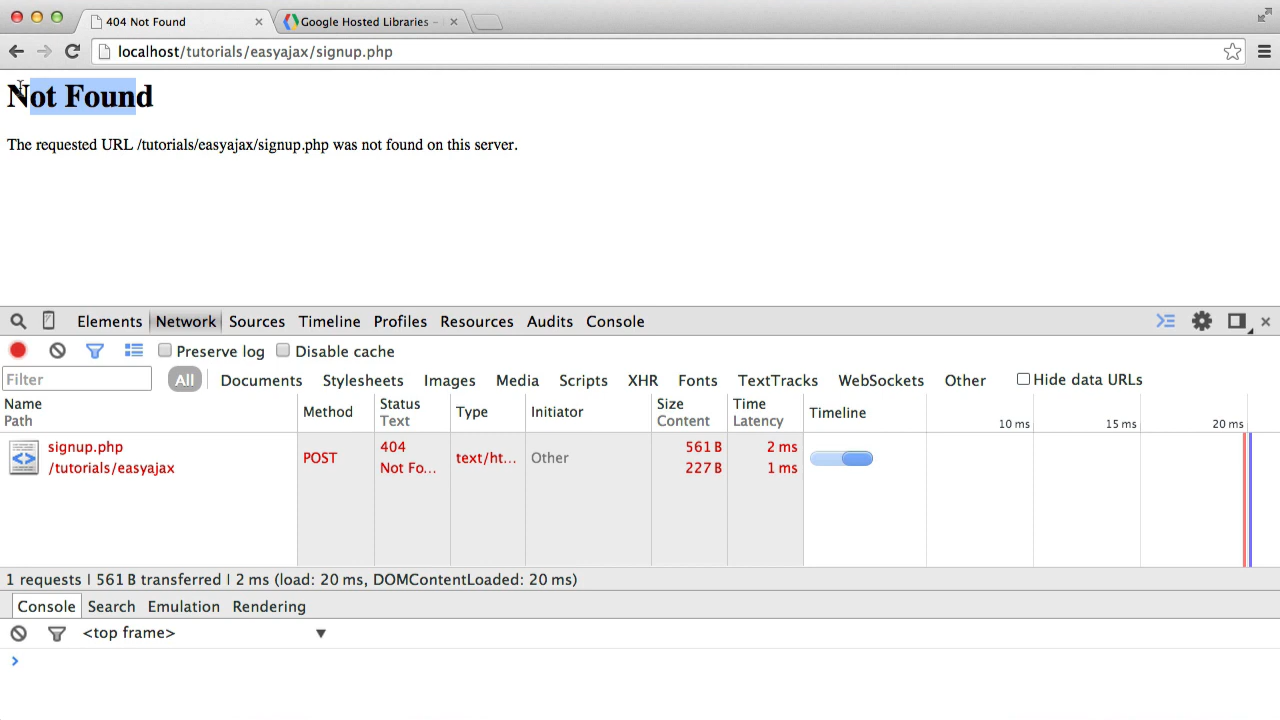 404 Not Found
Google Hosted Libraries –
localhost/tutorials/easyajax/signup.php
Not Found
The requested URL /tutorials/easyajax/signup.php was not found on this server.
Elements Network Sources Timeline Profiles Resources Audits Console
Preserve log Disable cache
Filter All Documents Stylesheets Images Media Scripts XHR Fonts TextTracks WebSockets Other Hide data URLs
Name Path Method Status Text Type Initiator Size Content Time Latency Timeline 10 ms 15 ms 20 ms
signup.php 404 561 B 2 ms
POST text/ht... Other
/tutorials/easyajax Not Fo... 227 B 1 ms
1 requests | 561 B transferred | 2 ms (load: 20 ms, DOMContentLoaded: 20 ms)
Console Search Emulation Rendering
<top frame>